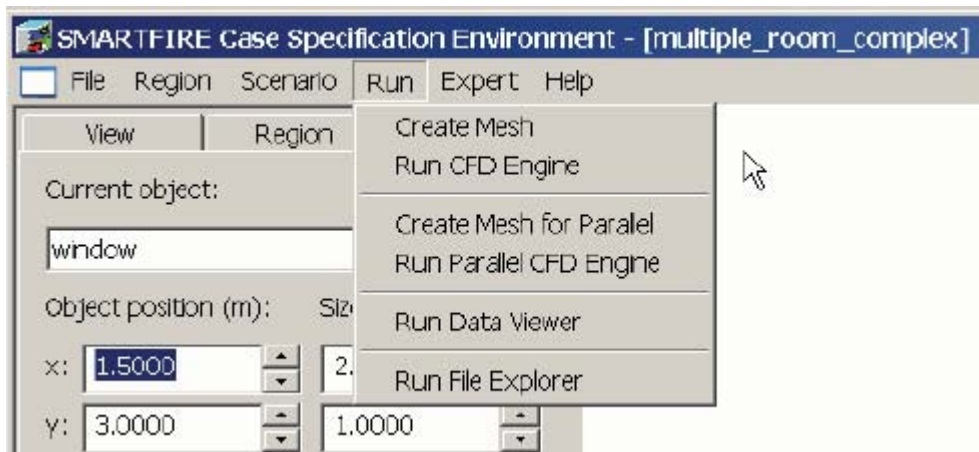 SMARTFIRE Case Specification Environment - [multiple_room_complex]
File Region Scenario Run Expert Help
View Region
Create Mesh
Run CFD Engine
Current object:
window
Create Mesh for Parallel
Run Parallel CFD Engine
Object position (m):
Run Data Viewer
x: 1.5000 2.
Run File Explorer
y: 3.0000 1.0000